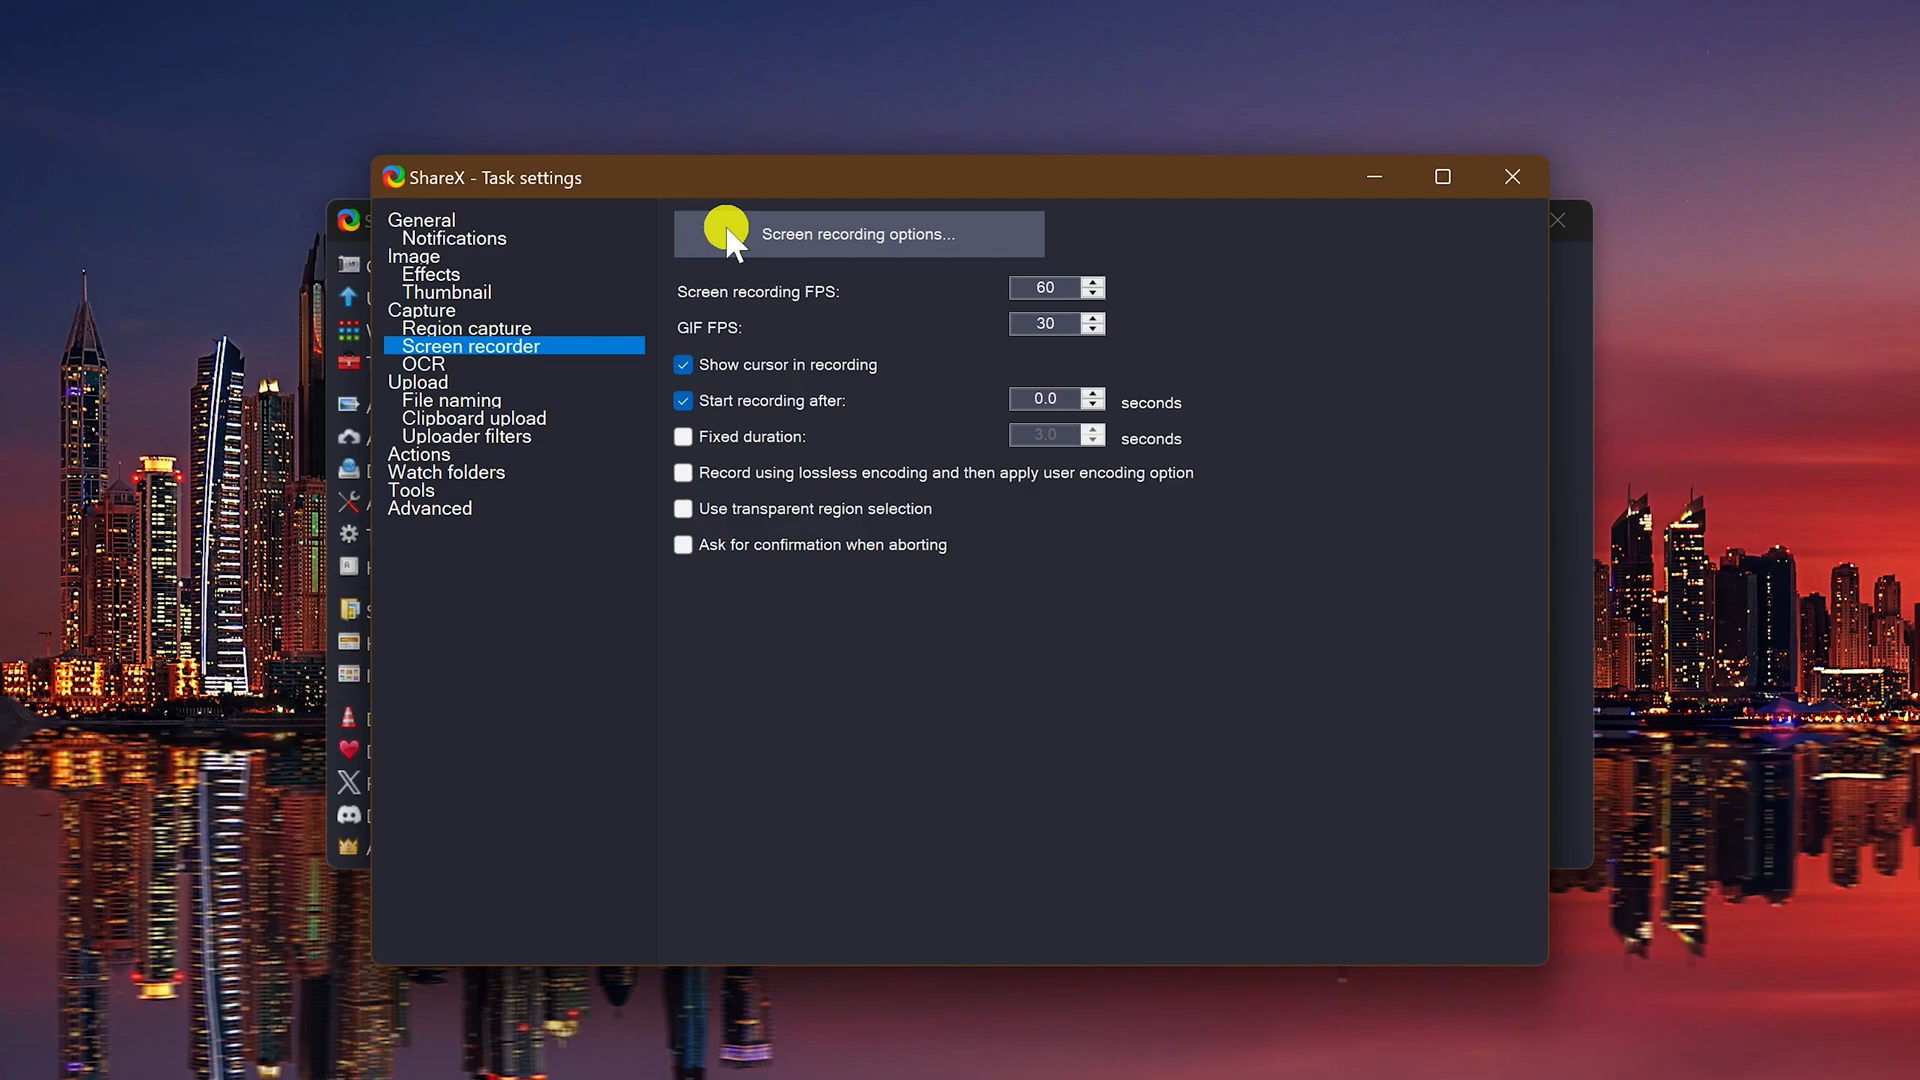 ShareX - Task settings
General
Notifications
Image
Effects
Thumbnail
Capture
Region capture
Screen recorder
OCR
Upload
File naming
Clipboard upload
Uploader filters
Actions
Watch folders
Tools
Advanced
Screen recording options...
Screen recording FPS: 60
GIF FPS: 30
Show cursor in recording
Start recording after: 0.0 seconds
Fixed duration: 3.0 seconds
Record using lossless encoding and then apply user encoding option
Use transparent region selection
Ask for confirmation when aborting